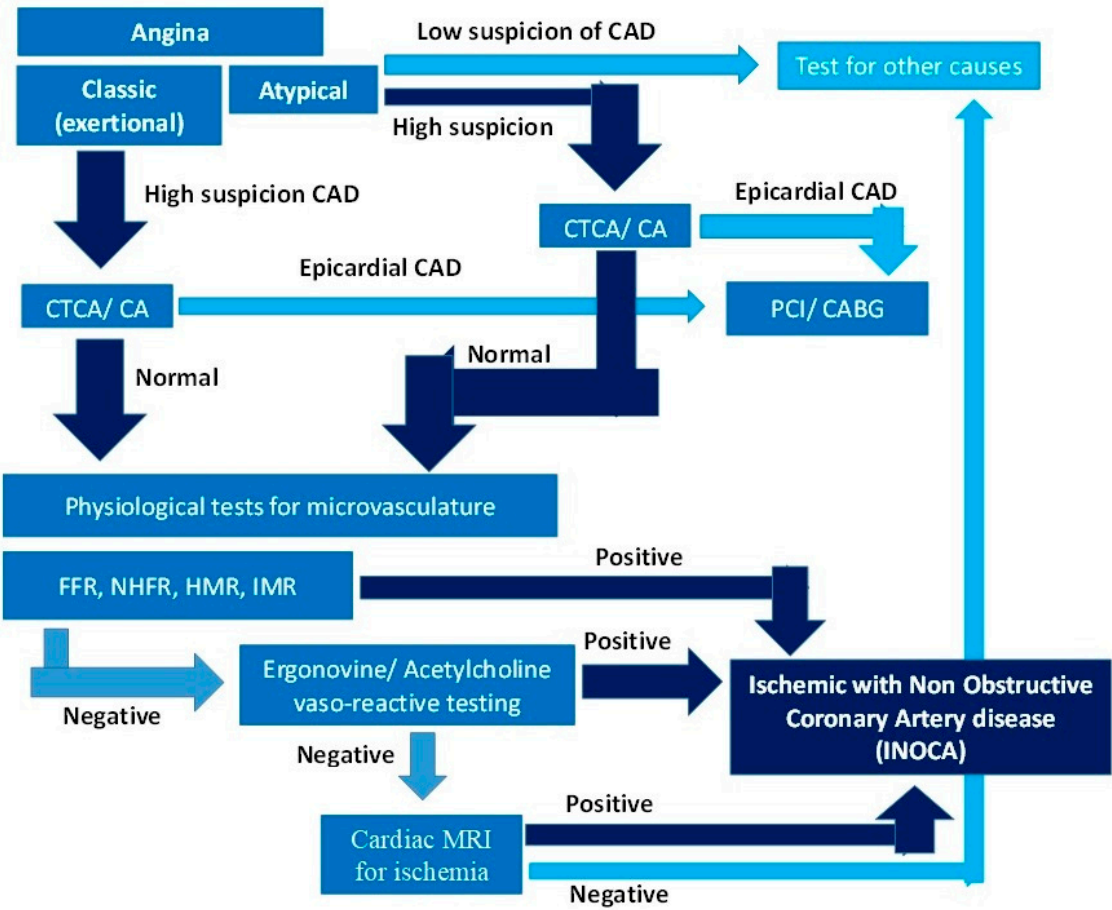 Angina
Low suspicion of CAD
Test for other causes
Classic
(exertional)
Atypical
High suspicion
High suspicion CAD
Epicardial CAD
CTCA/ CA
Epicardial CAD
CTCA/ CA
PCI/ CABG
Normal
Normal
Physiological tests for microvasculature
FFR, NHFR, HMR, IMR
Positive
Positive
Ergonovine/ Acetylcholine
vaso-reactive testing
Negative
Ischemic with Non Obstructive
Coronary Artery disease
(INOCA)
Negative
Positive
Cardiac MRI
for ischemia
Negative